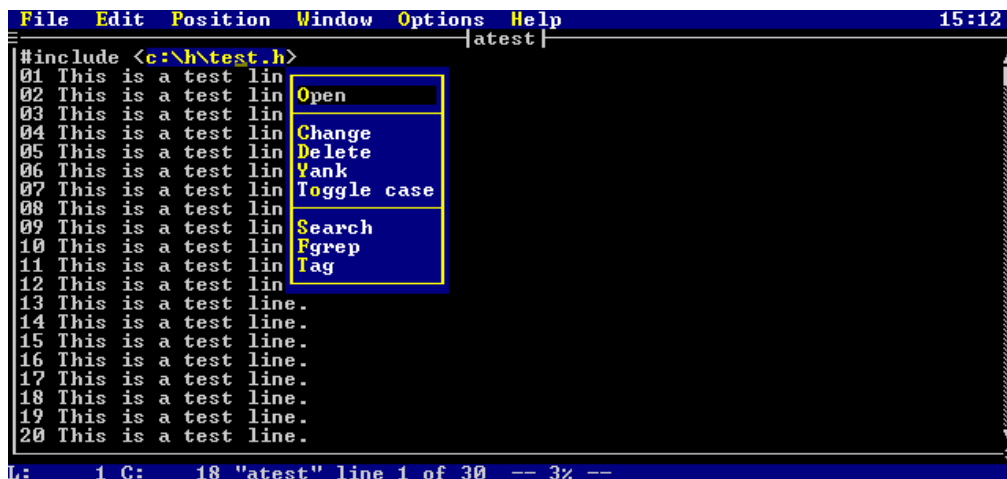 File Edit Position Window Options Help 15:12
atest
#include <c:\h\test.h>
01 This is a test lin
02 This is a test lin Open
03 This is a test lin
04 This is a test lin Change
05 This is a test lin Delete
06 This is a test lin Yank
07 This is a test lin Toggle case
08 This is a test lin
09 This is a test lin Search
10 This is a test lin Fgrep
11 This is a test lin Tag
12 This is a test lin
13 This is a test line.
14 This is a test line.
15 This is a test line.
16 This is a test line.
17 This is a test line.
18 This is a test line.
19 This is a test line.
20 This is a test line.
L: 1 C: 18 "atest" line 1 of 30 -- 3% --